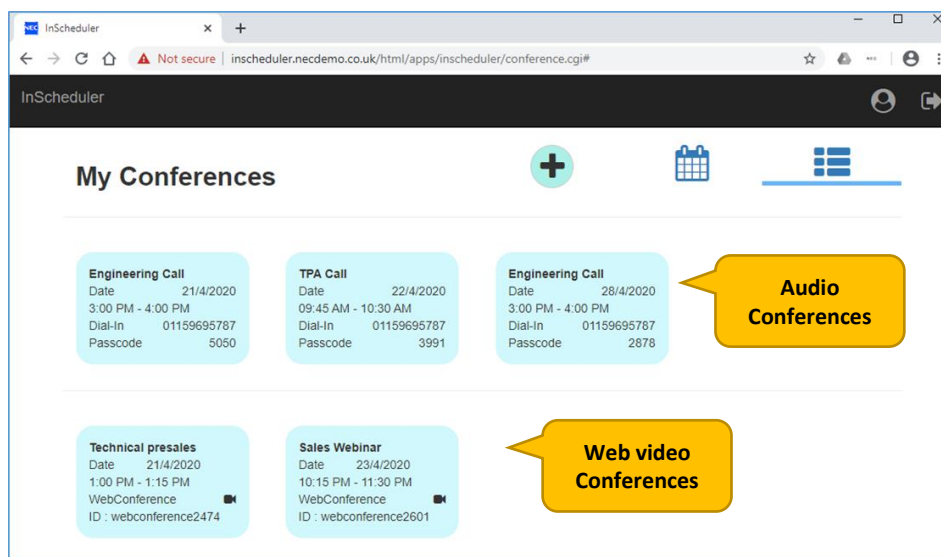 NEC InScheduler
Not secure | inscheduler.necdemo.co.uk/html/apps/inscheduler/conference.cgi#
InScheduler
My Conferences
Engineering Call
Date 21/4/2020
3:00 PM - 4:00 PM
Dial-In 01159695787
Passcode 5050
TPA Call
Date 22/4/2020
09:45 AM - 10:30 AM
Dial-In 01159695787
Passcode 3991
Engineering Call
Date 28/4/2020
3:00 PM - 4:00 PM
Dial-In 01159695787
Passcode 2878
Audio
Conferences
Technical presales
Date 21/4/2020
1:00 PM - 1:15 PM
WebConference
ID : webconference2474
Sales Webinar
Date 23/4/2020
10:15 PM - 11:30 PM
WebConference
ID : webconference2601
Web video
Conferences